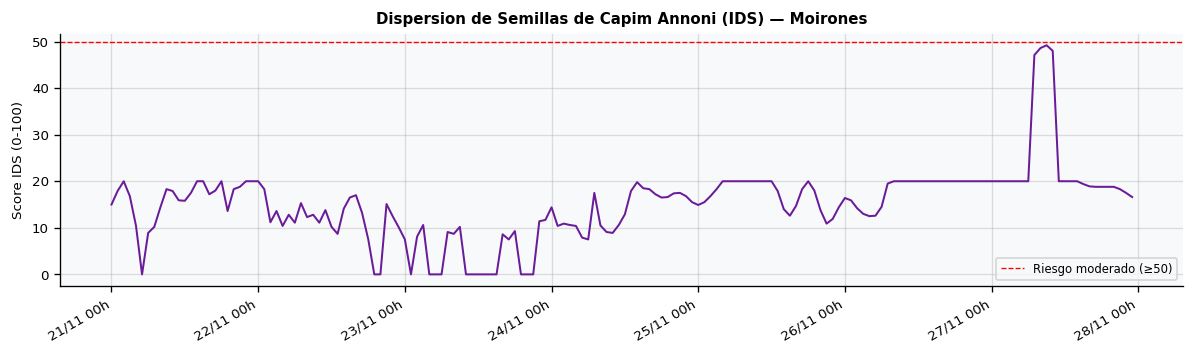 Dispersion de Semillas de Capim Annoni (IDS) — Moirones
Score IDS (0-100)
50
40
30
20
10
0
Riesgo moderado (≥50)
21/11 00h
22/11 00h
23/11 00h
24/11 00h
25/11 00h
26/11 00h
27/11 00h
28/11 00h